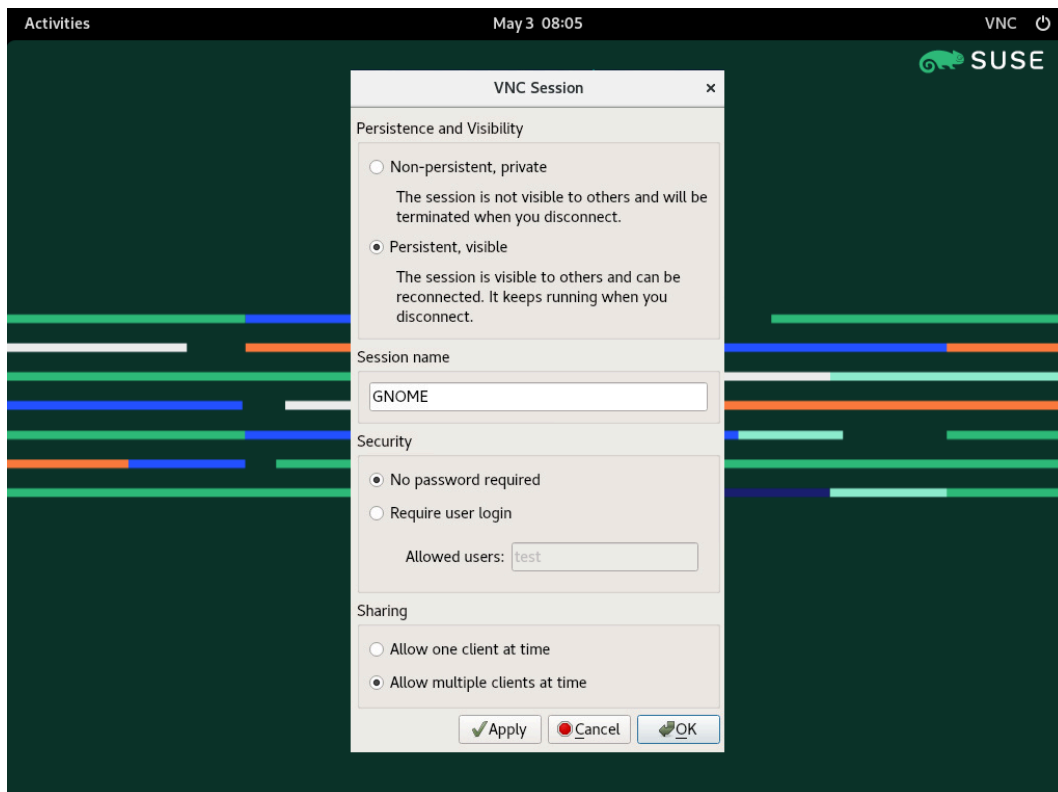 Activities
May 3 08:05
VNC
SUSE
VNC Session
Persistence and Visibility
Non-persistent, private
The session is not visible to others and will be
terminated when you disconnect.
Persistent, visible
The session is visible to others and can be
reconnected. It keeps running when you
disconnect.
Session name
GNOME
Security
No password required
Require user login
Allowed users: test
Sharing
Allow one client at time
Allow multiple clients at time
Apply Cancel OK